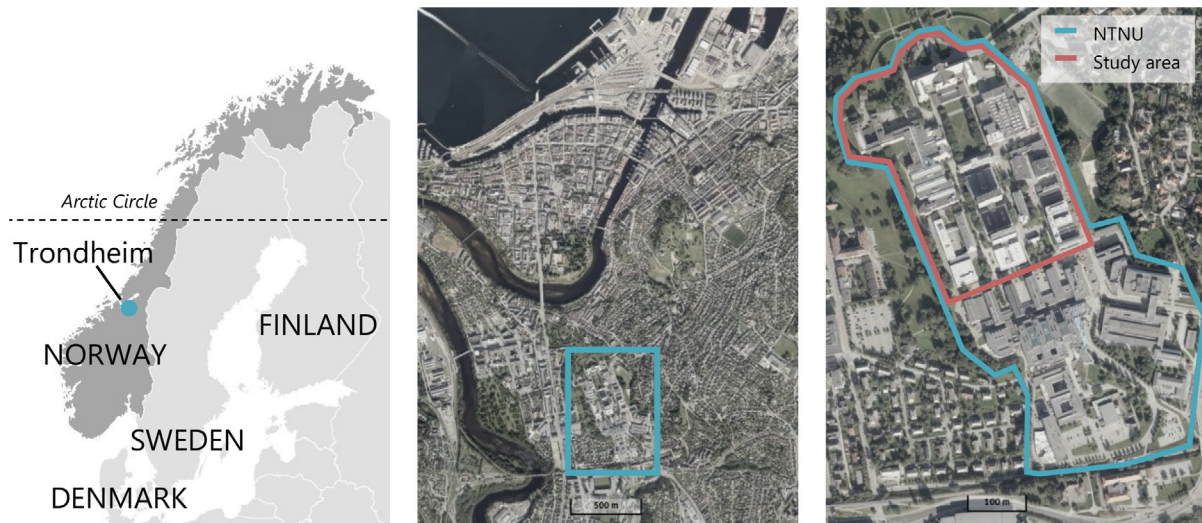 Arctic Circle
Trondheim
FINLAND
NORWAY
SWEDEN
DENMARK
500 m
NTNU
Study area
100 m